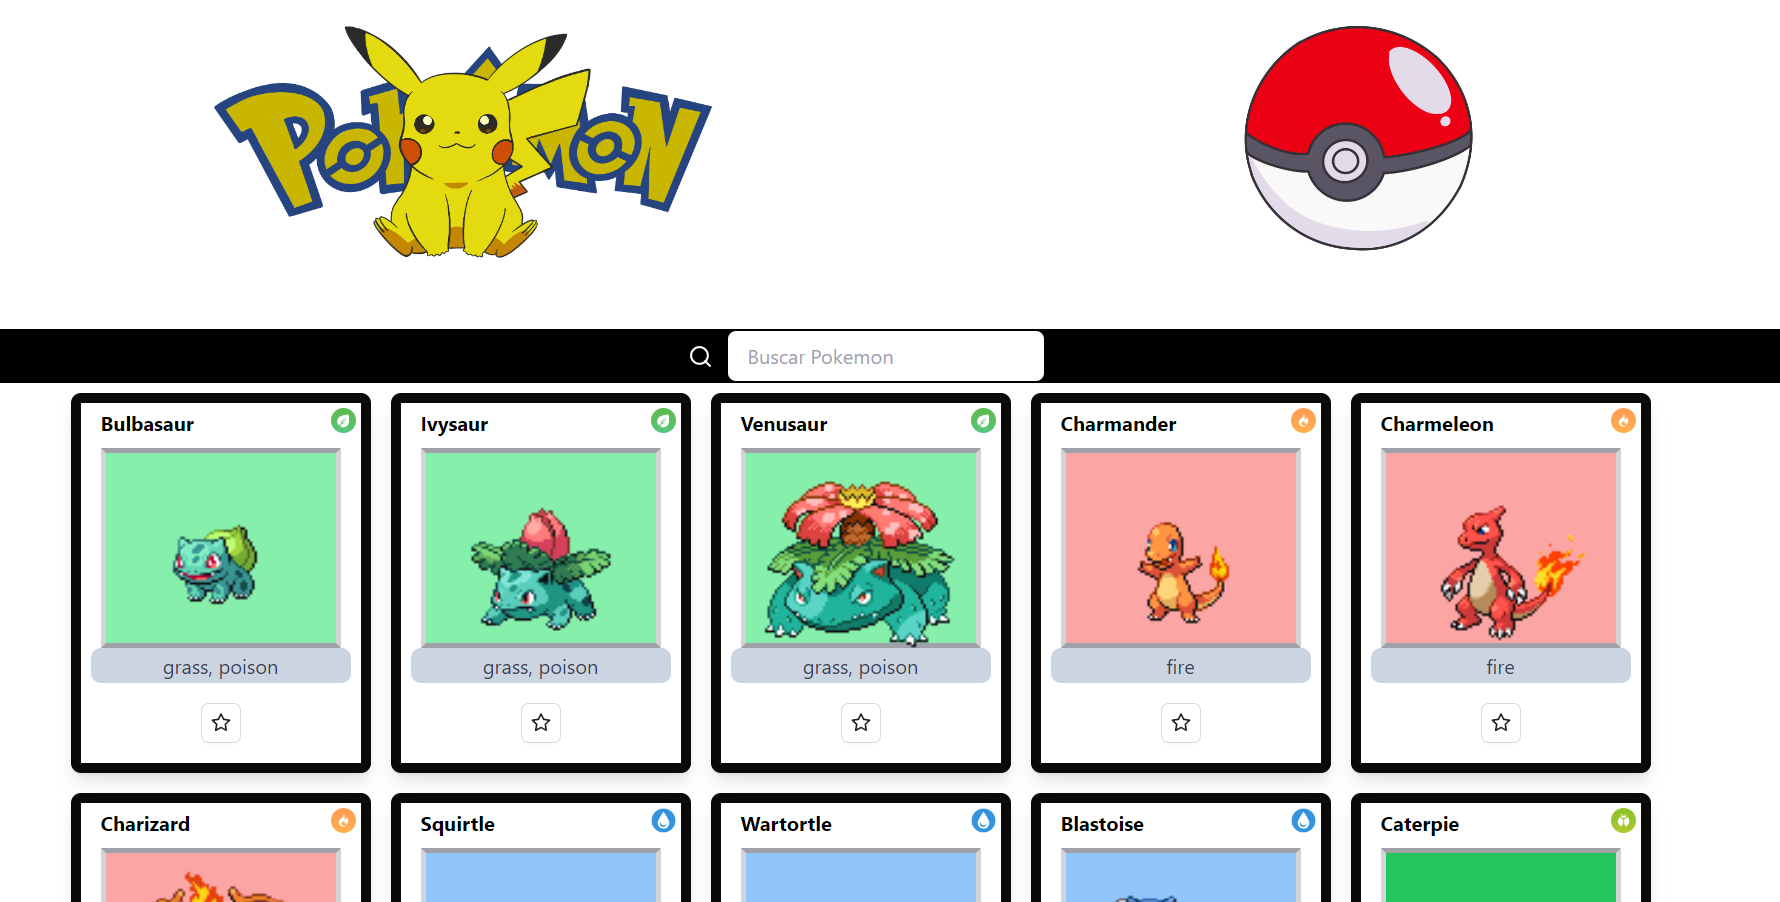 POKéMON
Buscar Pokemon
Bulbasaur
Ivysaur
Venusaur
Charmander
Charmeleon
grass, poison
grass, poison
grass, poison
fire
fire
Charizard
Squirtle
Wartortle
Blastoise
Caterpie